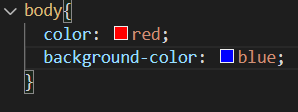 body{
color: red;
background-color: blue;
}